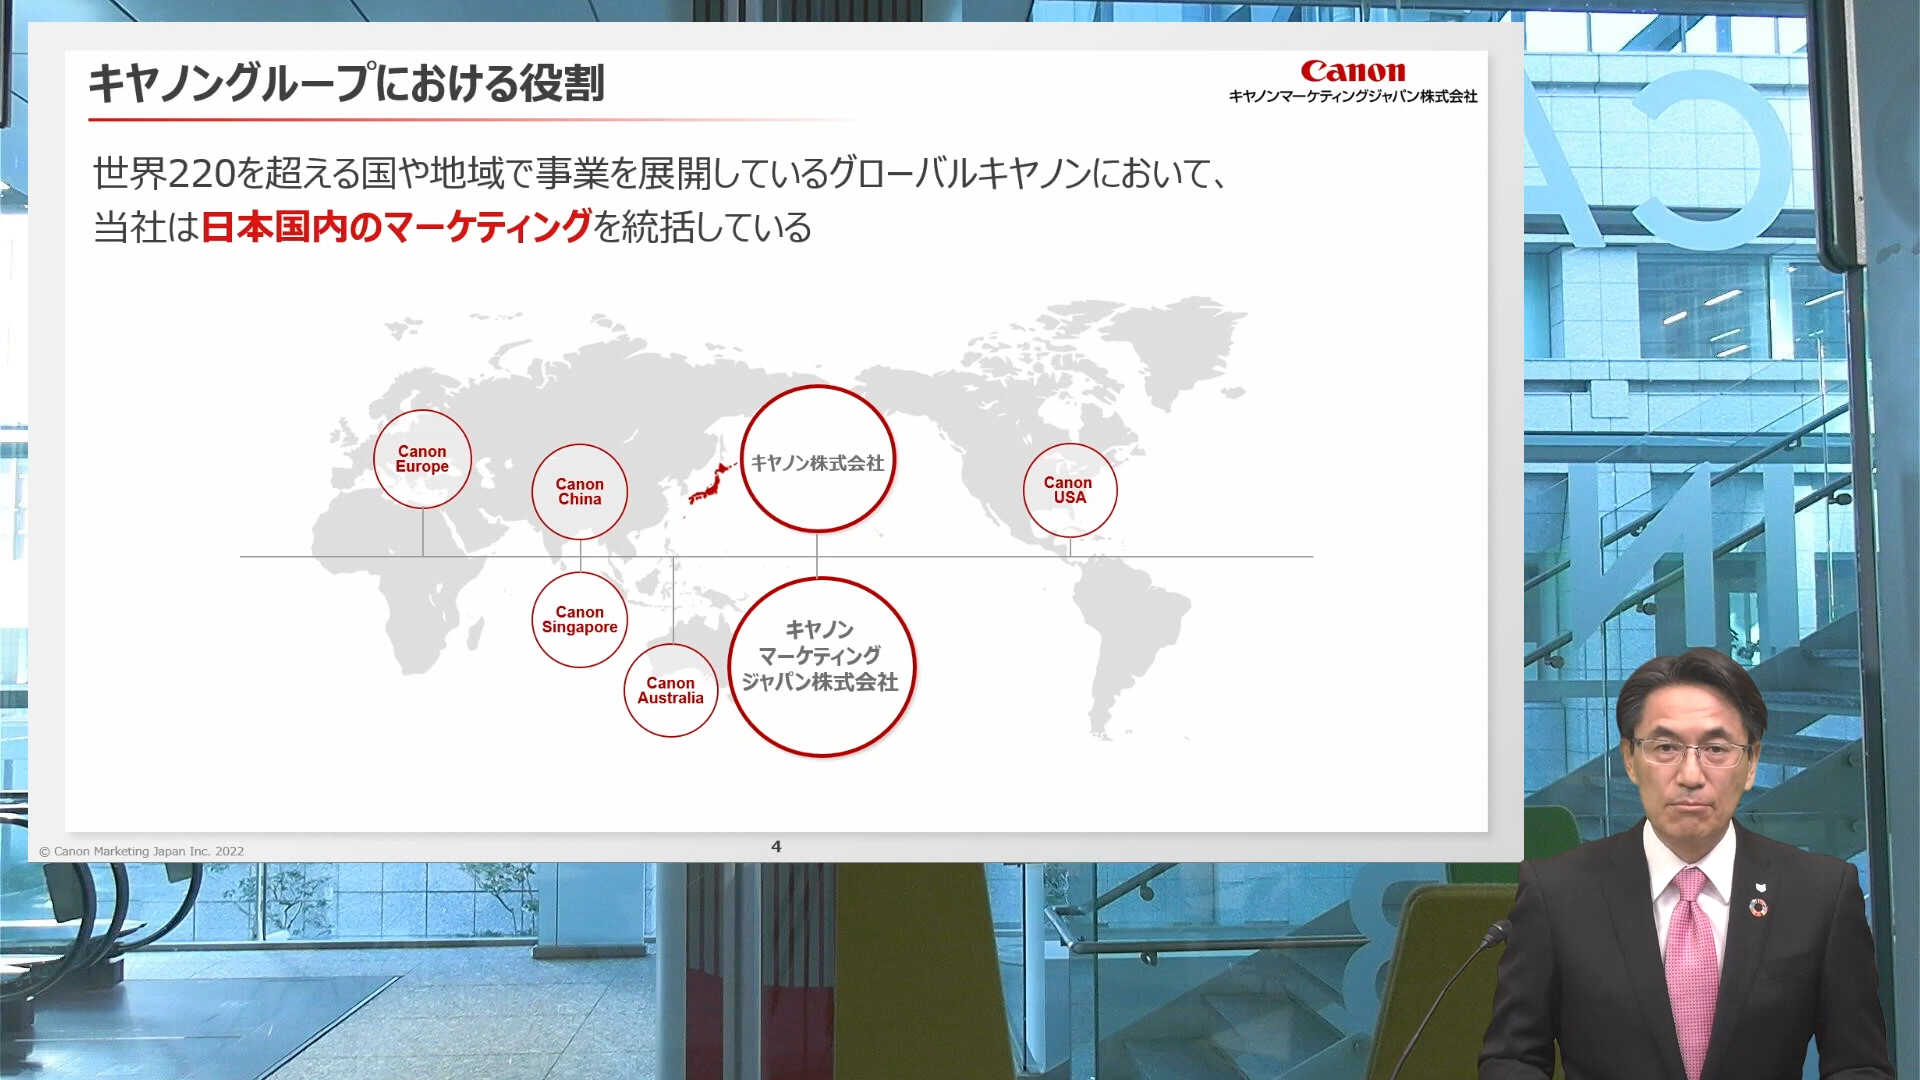 キヤノングループにおける役割
Canon
キヤノンマーケティングジャパン株式会社
世界220を超える国や地域で事業を展開しているグローバルキヤノンにおいて、
当社は日本国内のマーケティングを統括している
Canon
Europe
Canon
China
キヤノン株式会社
Canon
USA
Canon
Singapore
Canon
Australia
キヤノン
マーケティング
ジャパン株式会社
© Canon Marketing Japan Inc. 2022
4